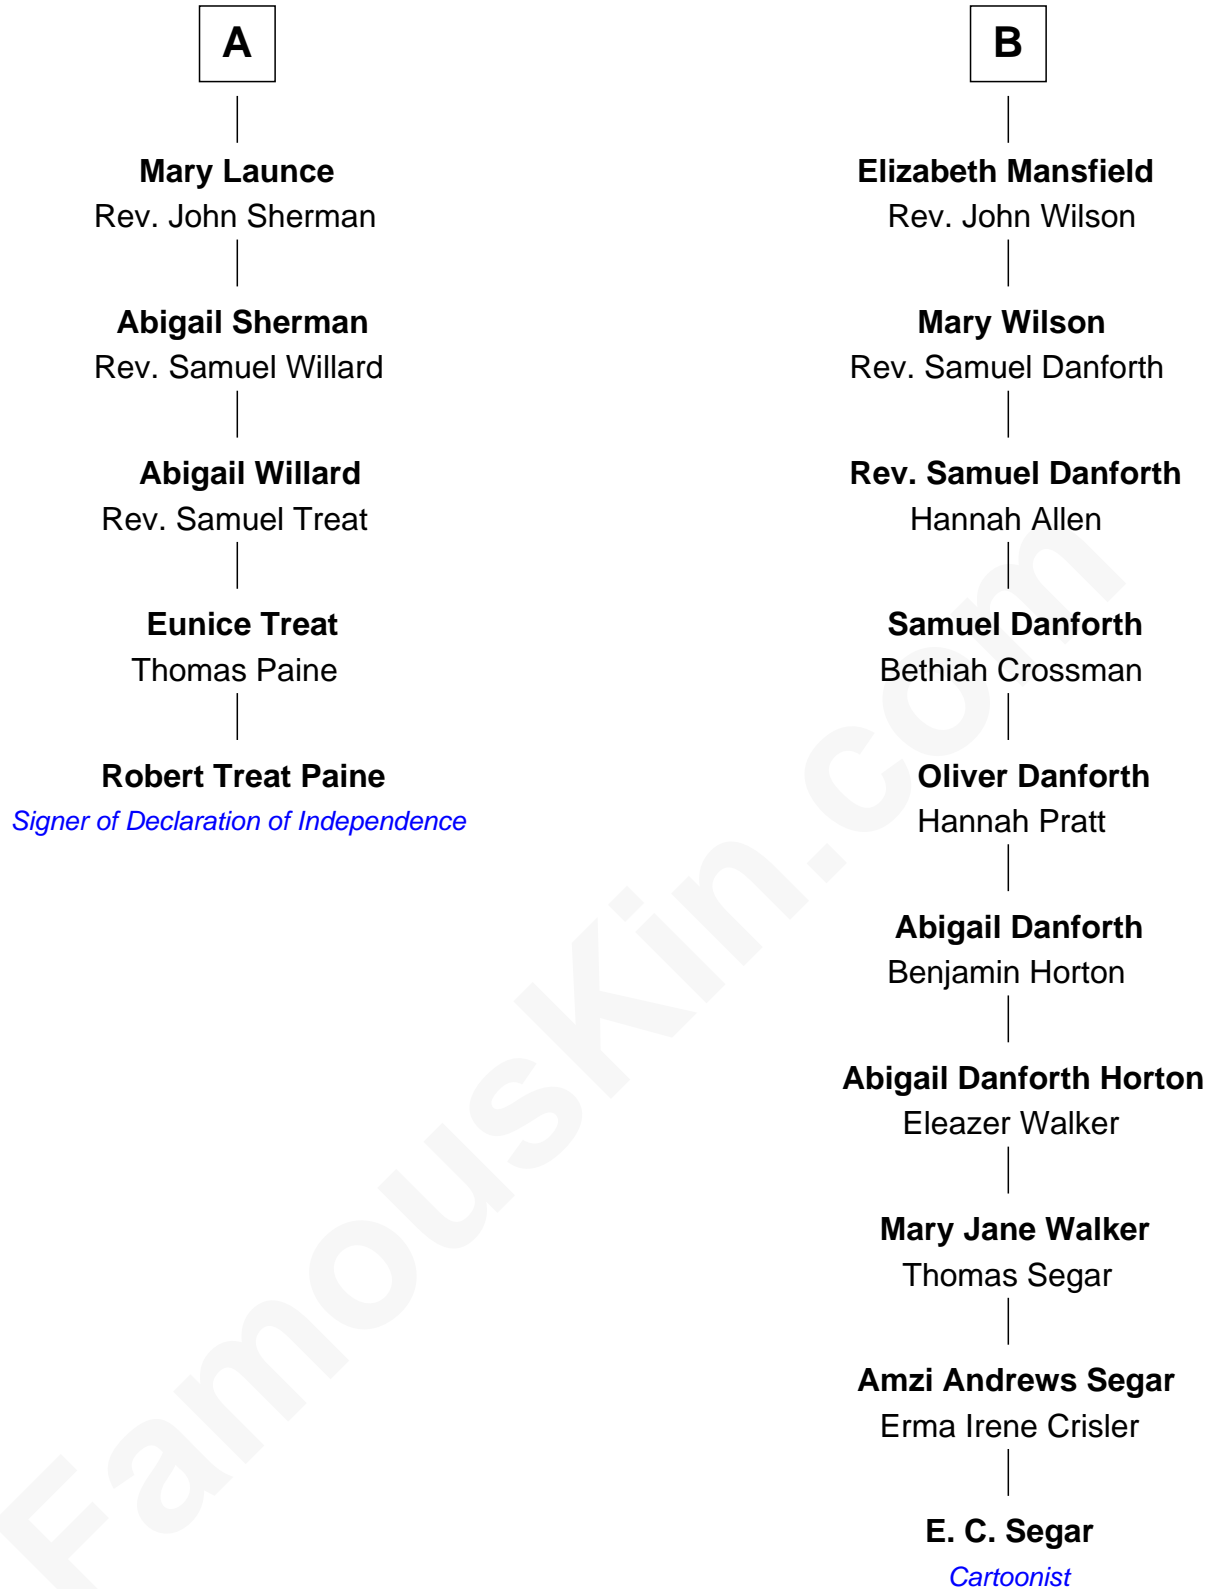 A
Mary Launce
Rev. John Sherman
Abigail Sherman
Rev. Samuel Willard
Abigail Willard
Rev. Samuel Treat
Eunice Treat
Thomas Paine
Robert Treat Paine
Signer of Declaration of Independence
B
Elizabeth Mansfield
Rev. John Wilson
Mary Wilson
Rev. Samuel Danforth
Rev. Samuel Danforth
Hannah Allen
Samuel Danforth
Bethiah Crossman
Oliver Danforth
Hannah Pratt
Abigail Danforth
Benjamin Horton
Abigail Danforth Horton
Eleazer Walker
Mary Jane Walker
Thomas Segar
Amzi Andrews Segar
Erma Irene Crisler
E. C. Segar
Cartoonist
FamousKin.com